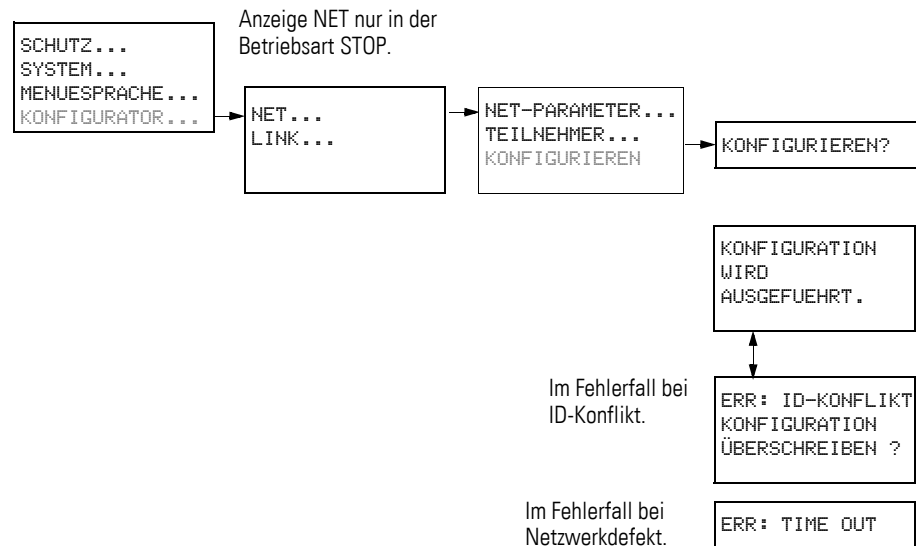 Anzeige NET nur in der
Betriebsart STOP.
SCHUTZ...
SYSTEM...
MENUESPRACHE...
KONFIGURATOR...
NET...
LINK...
NET-PARAMETER...
TEILNEHMER...
KONFIGURIEREN
KONFIGURIEREN?
KONFIGURATION
WIRD
AUSGEFUEHRT.
Im Fehlerfall bei
ID-Konflikt.
ERR: ID-KONFLIKT
KONFIGURATION
ÜBERSCHREIBEN ?
Im Fehlerfall bei
Netzwerkdefekt.
ERR: TIME OUT